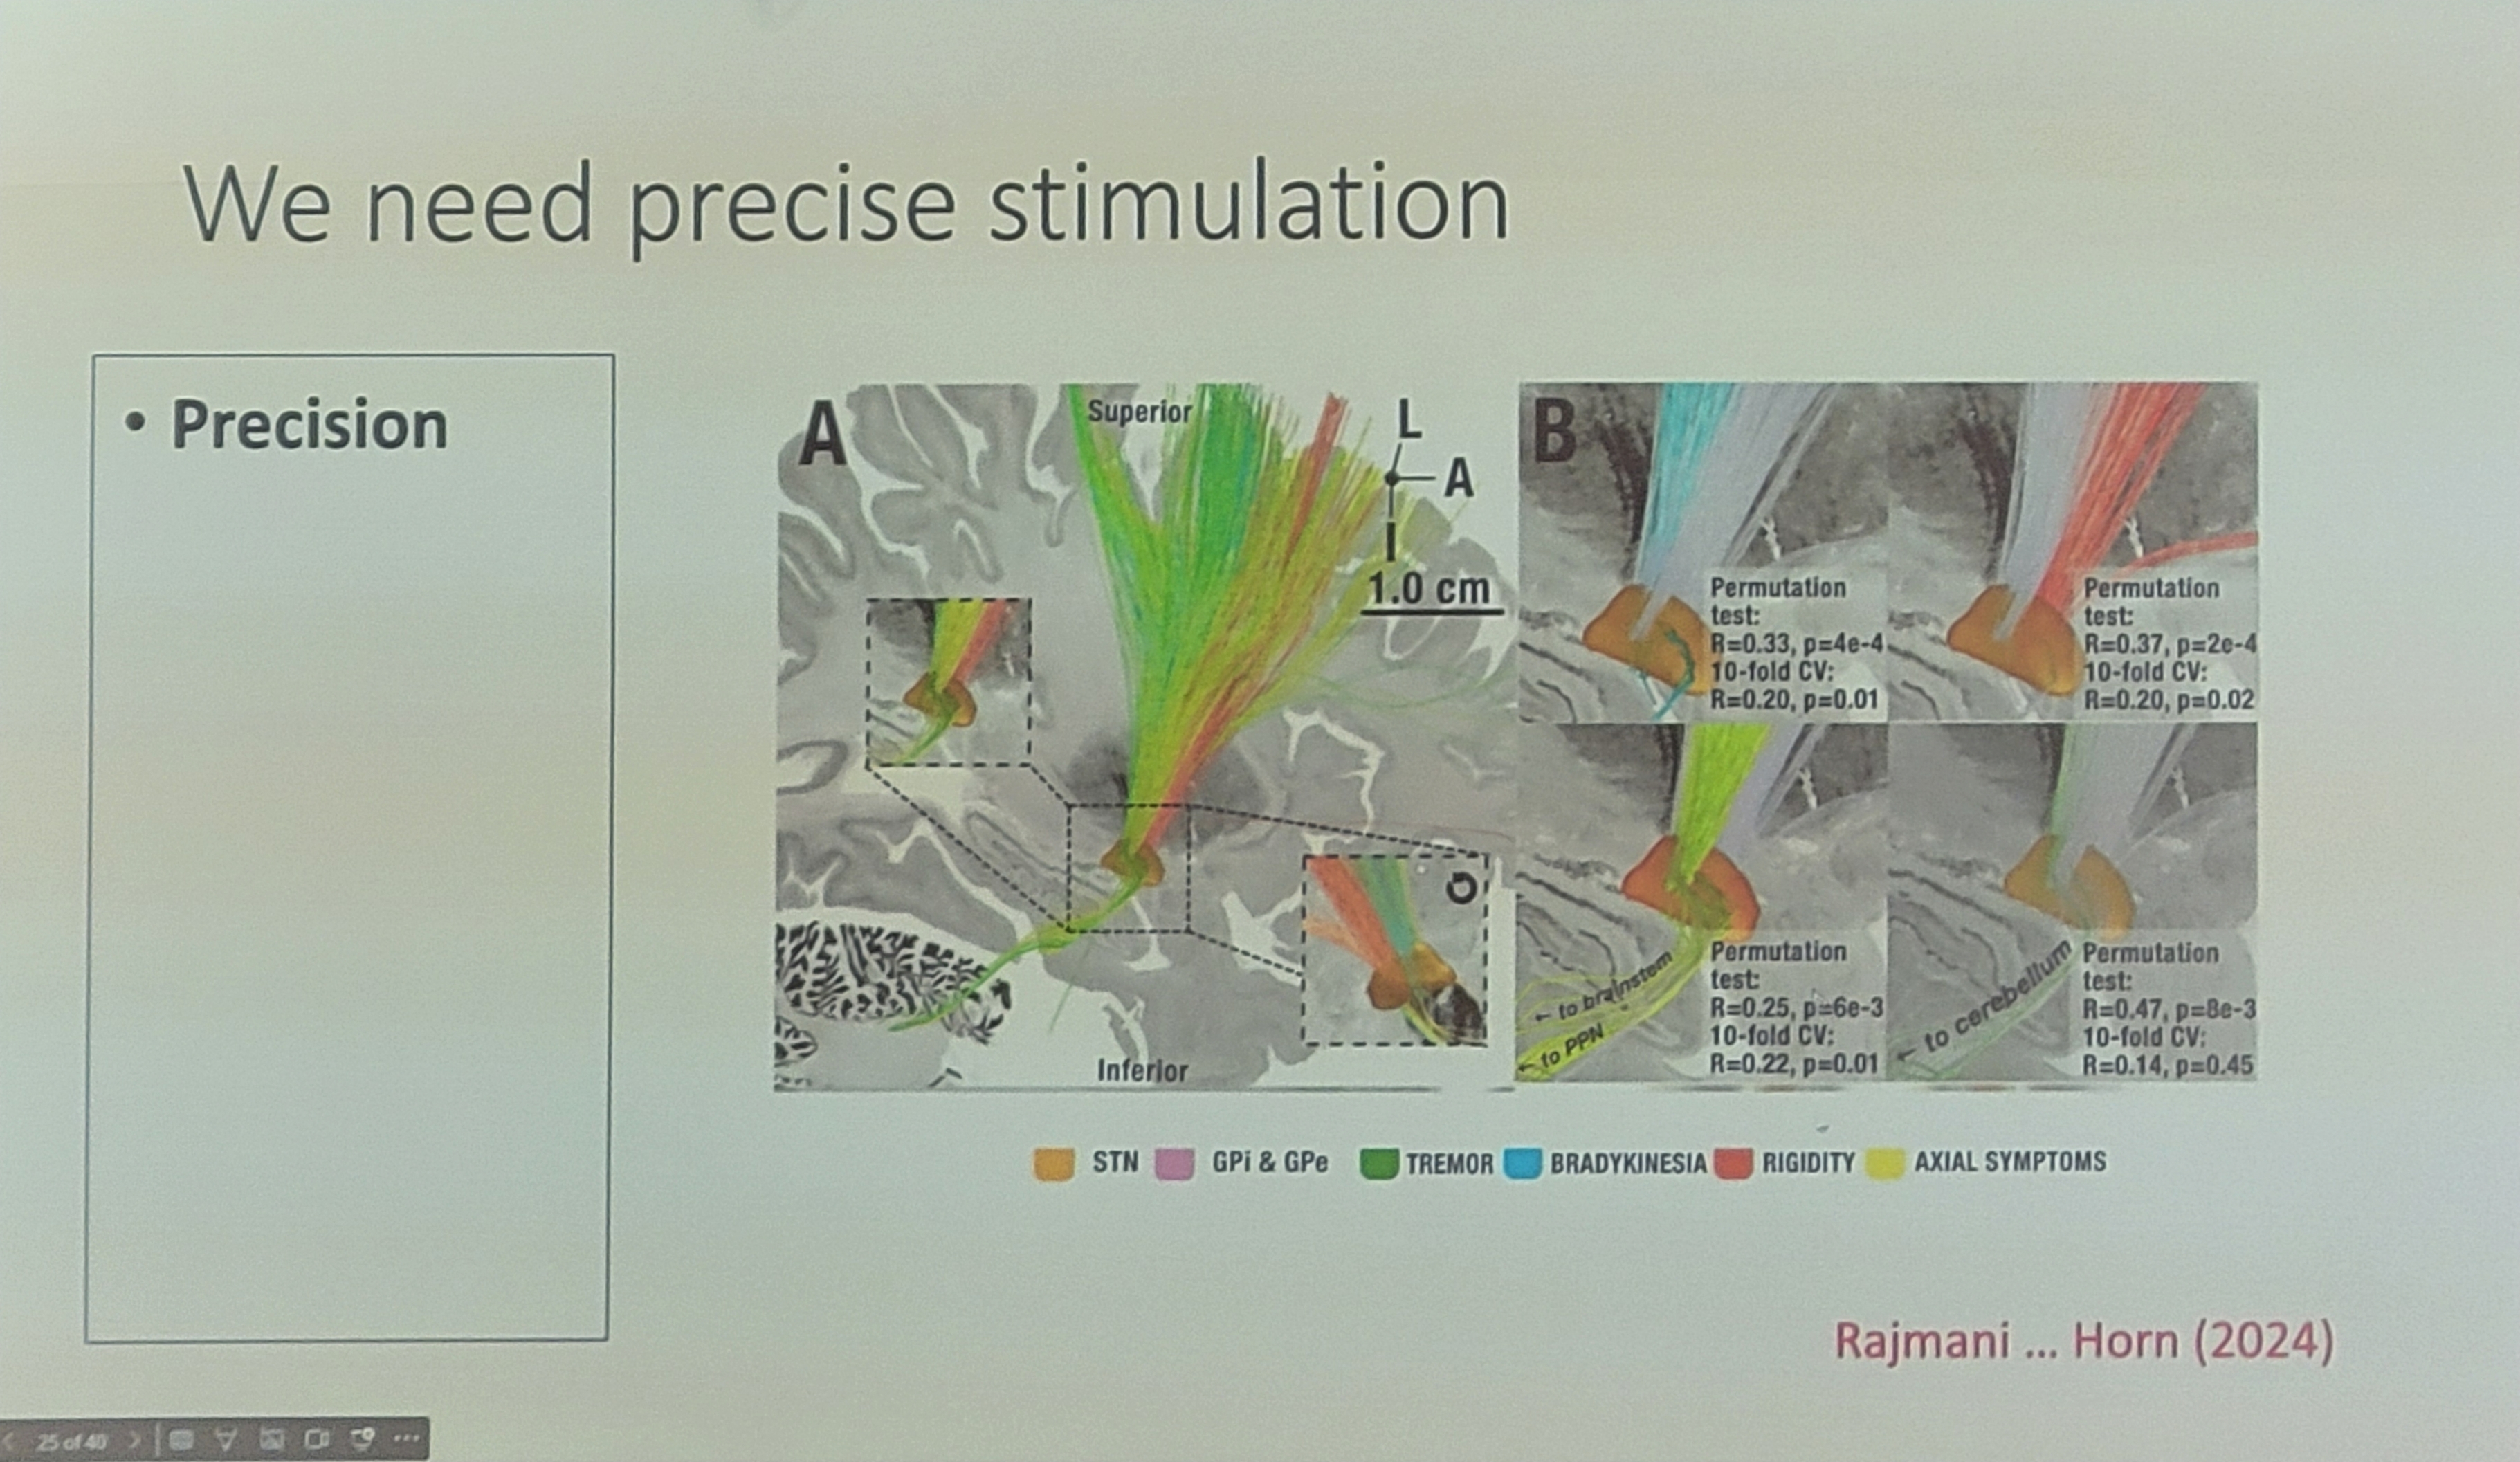 We need precise stimulation
• Precision
A
Superior
L
A
I
1.0 cm
Inferior
B
Permutation
test:
R=0.33, p=4e-4
10-fold CV:
R=0.20, p=0.01
Permutation
test:
R=0.37, p=2e-4
10-fold CV:
R=0.20, p=0.02
← to brainstem
← to PPN
Permutation
test:
R=0.25, p=6e-3
10-fold CV:
R=0.22, p=0.01
← to cerebellum
Permutation
test:
R=0.47, p=8e-3
10-fold CV:
R=0.14, p=0.45
STN GPi & GPe TREMOR BRADYKINESIA RIGIDITY AXIAL SYMPTOMS
Rajmani ... Horn (2024)
25 of 40